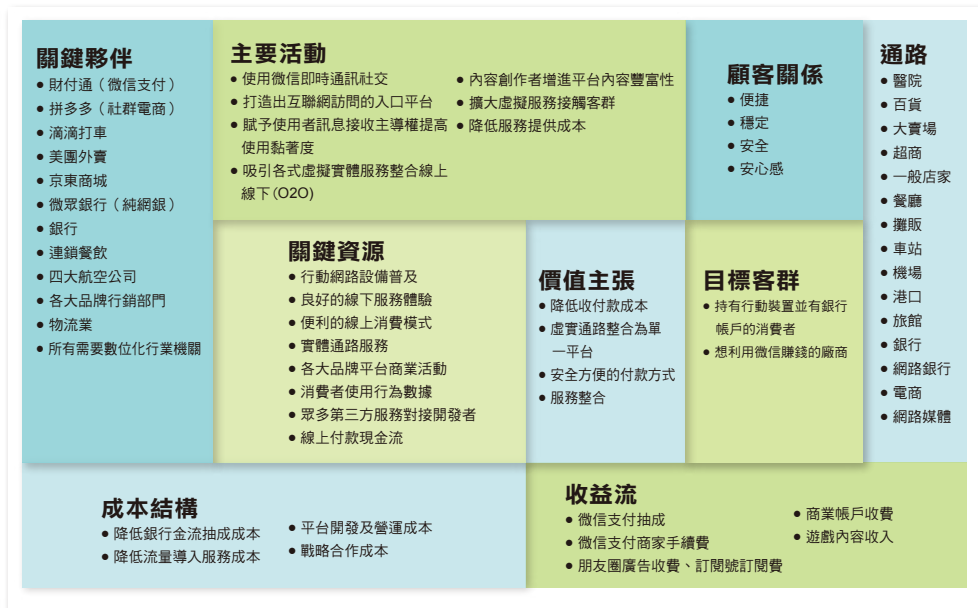 關鍵夥伴
● 財付通（微信支付）
● 拼多多（社群電商）
● 滴滴打車
● 美團外賣
● 京東商城
● 微眾銀行（純網銀）
● 銀行
● 連鎖餐飲
● 四大航空公司
● 各大品牌行銷部門
● 物流業
● 所有需要數位化行業機關
主要活動
● 使用微信即時通訊社交
● 打造出互聯網訪問的入口平台
● 賦予使用者訊息接收主導權提高
使用黏著度
● 吸引各式虛擬實體服務整合線上
線下(O2O)
● 內容創作者增進平台內容豐富性
● 擴大虛擬服務接觸客群
● 降低服務提供成本
關鍵資源
● 行動網路設備普及
● 良好的線下服務體驗
● 便利的線上消費模式
● 實體通路服務
● 各大品牌平台商業活動
● 消費者使用行為數據
● 眾多第三方服務對接開發者
● 線上付款現金流
價值主張
● 降低收付款成本
● 虛實通路整合為單
一平台
● 安全方便的付款方式
● 服務整合
顧客關係
● 便捷
● 穩定
● 安全
● 安心感
目標客群
● 持有行動裝置並有銀行
帳戶的消費者
● 想利用微信賺錢的廠商
通路
● 醫院
● 百貨
● 大賣場
● 超商
● 一般店家
● 餐廳
● 攤販
● 車站
● 機場
● 港口
● 旅館
● 銀行
● 網路銀行
● 電商
● 網路媒體
成本結構
● 降低銀行金流抽成成本
● 降低流量導入服務成本
● 平台開發及營運成本
● 戰略合作成本
收益流
● 微信支付抽成
● 微信支付商家手續費
● 朋友圈廣告收費、訂閱號訂閱費
● 商業帳戶收費
● 遊戲內容收入